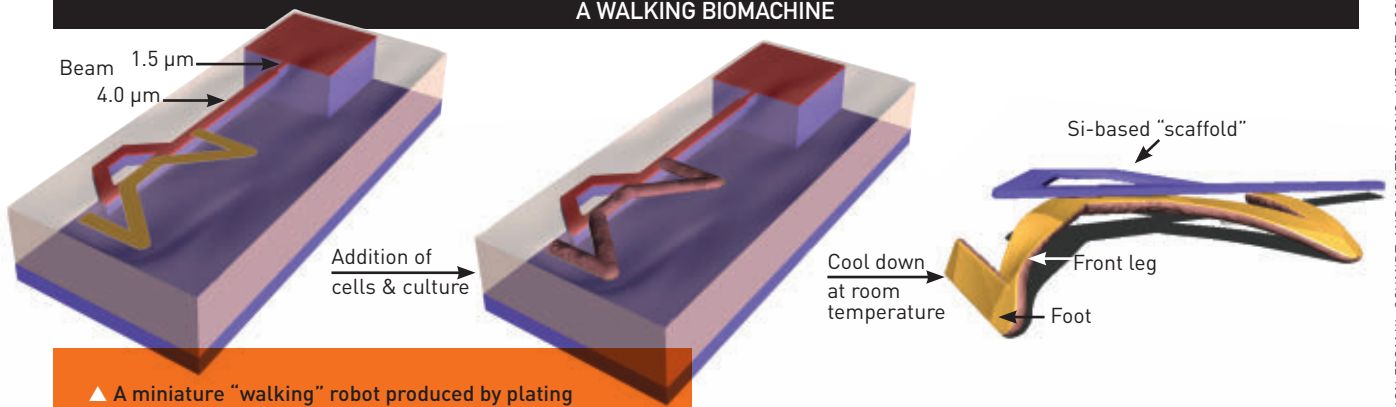 A WALKING BIOMACHINE
Beam
1.5 µm
4.0 µm
Addition of
cells & culture
Cool down
at room
temperature
Si-based “scaffold”
Front leg
Foot
▲ A miniature “walking” robot produced by plating